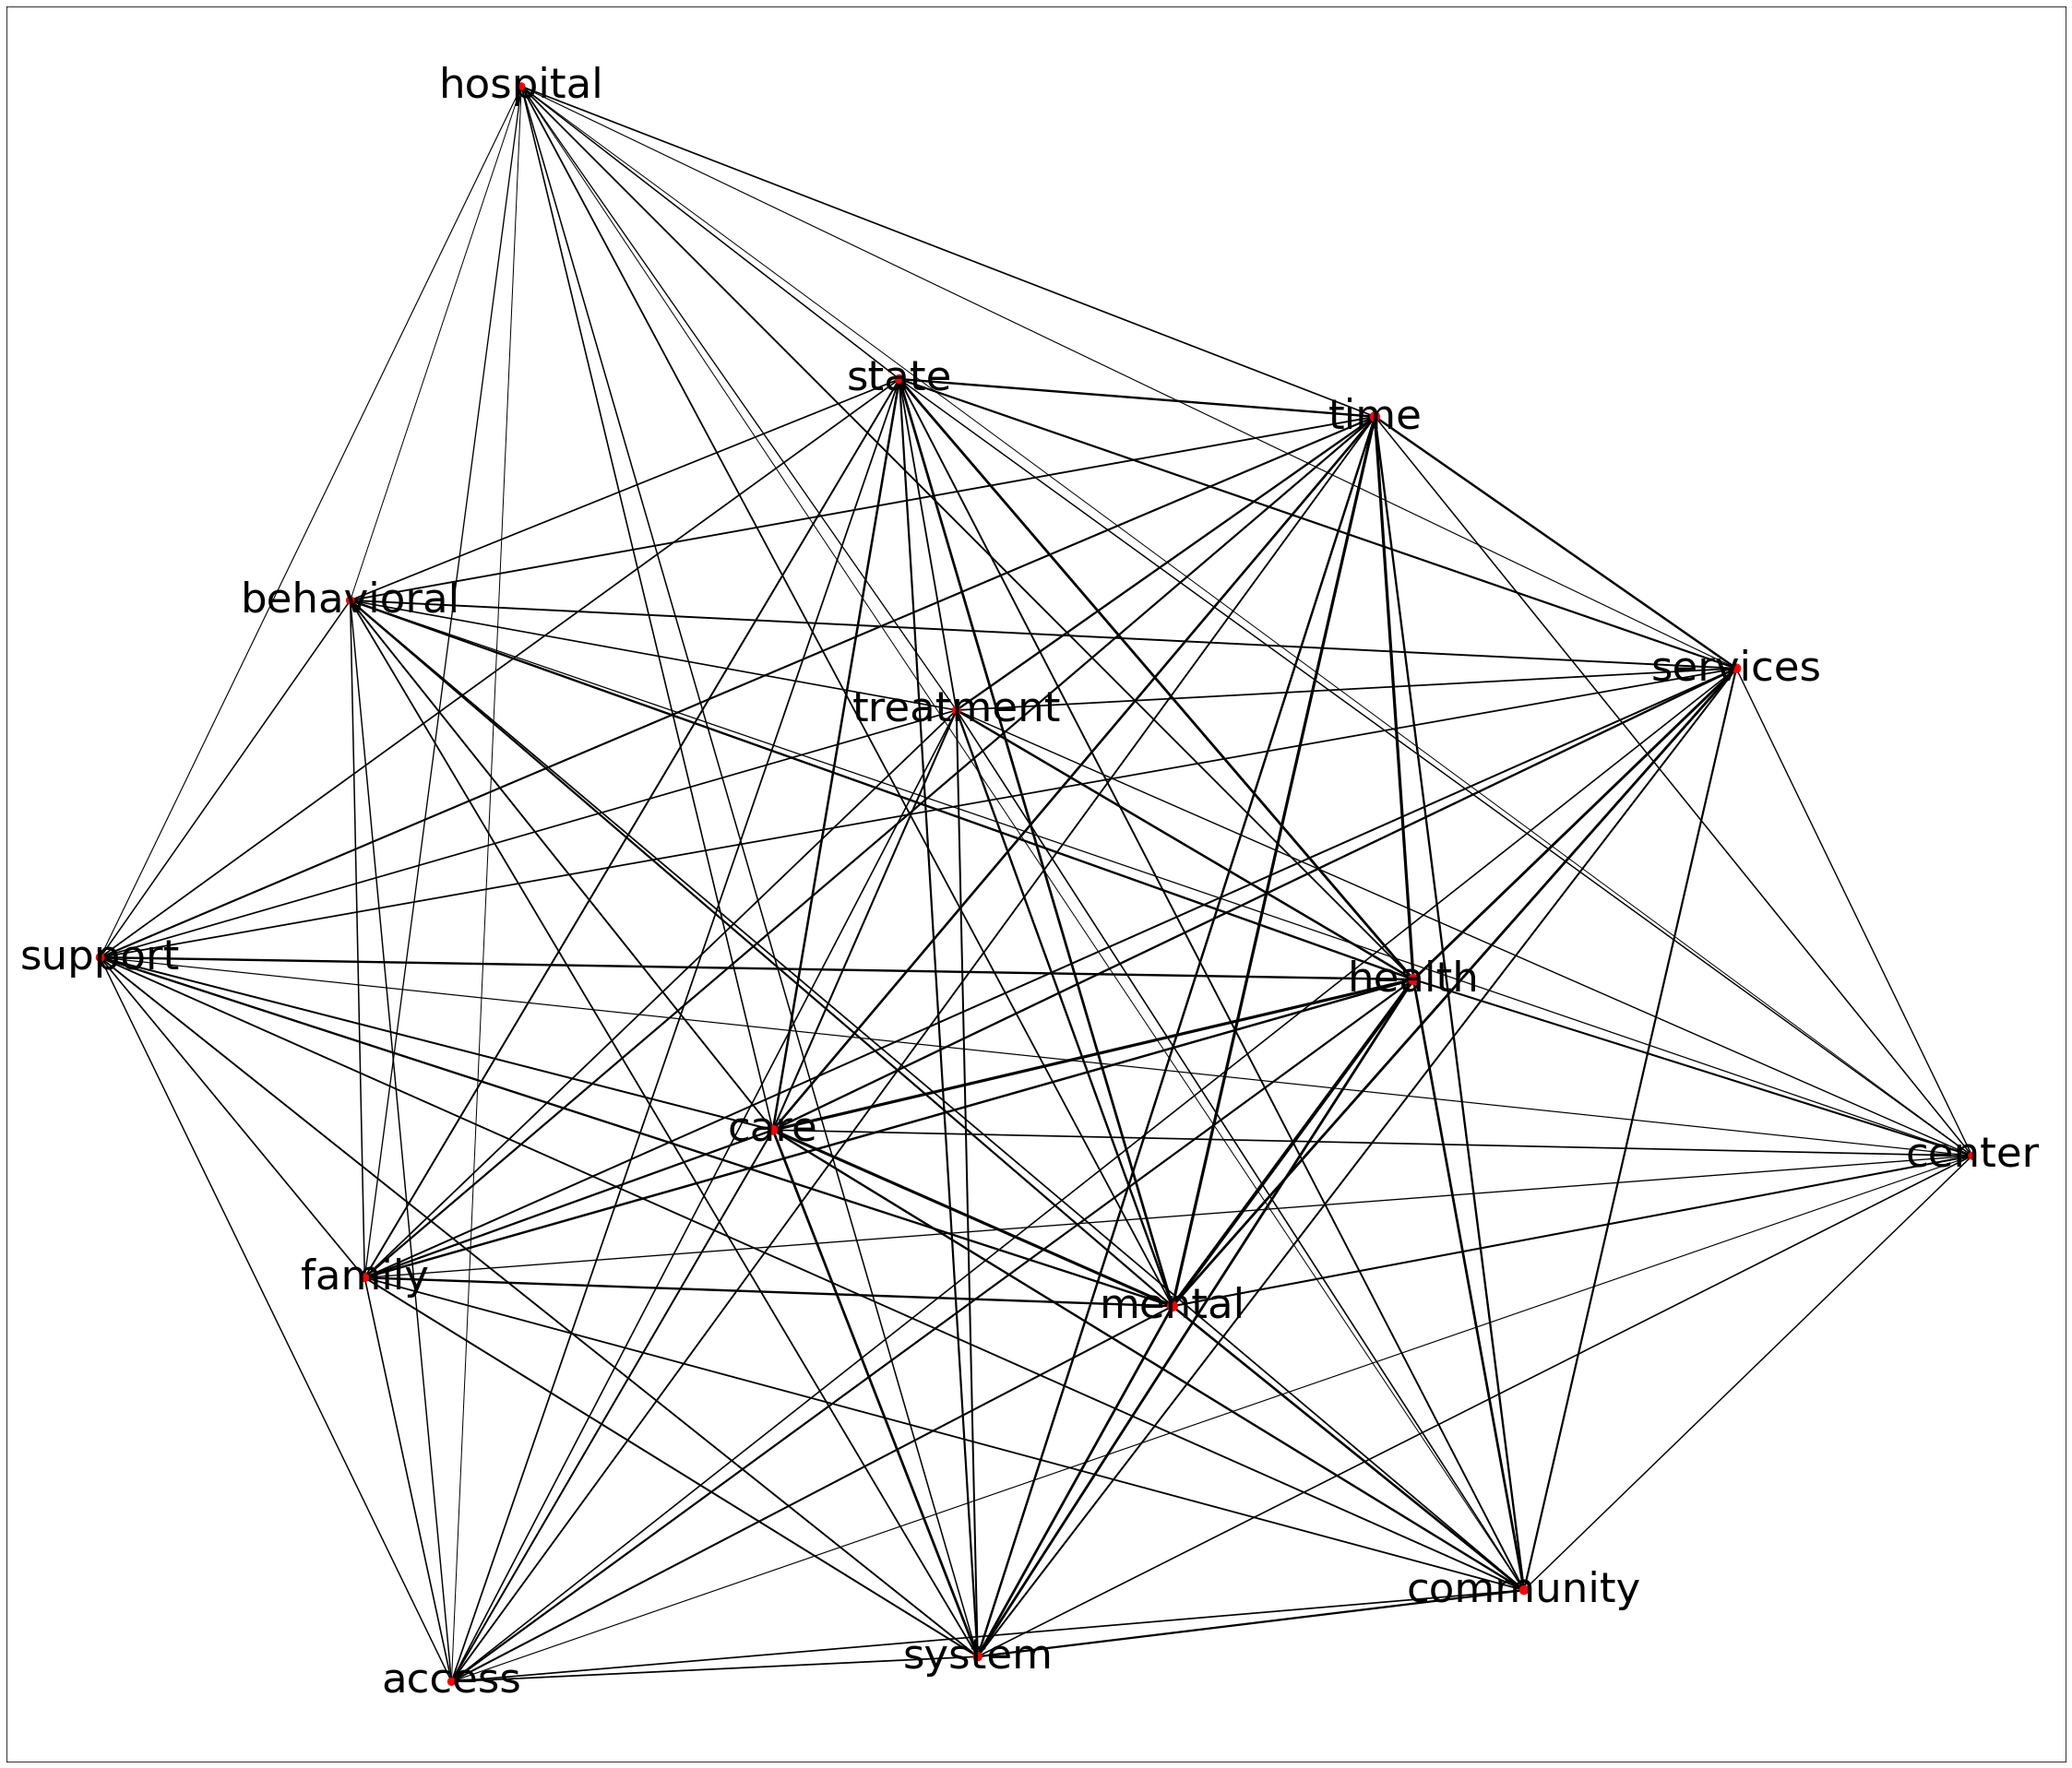 hospital
state
time
behavioral
services
treatment
support
health
care
center
family
mental
community
system
access